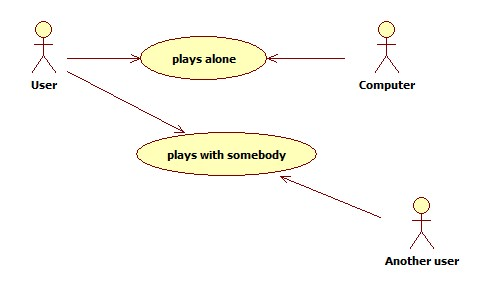 plays alone
User
Computer
plays with somebody
Another user